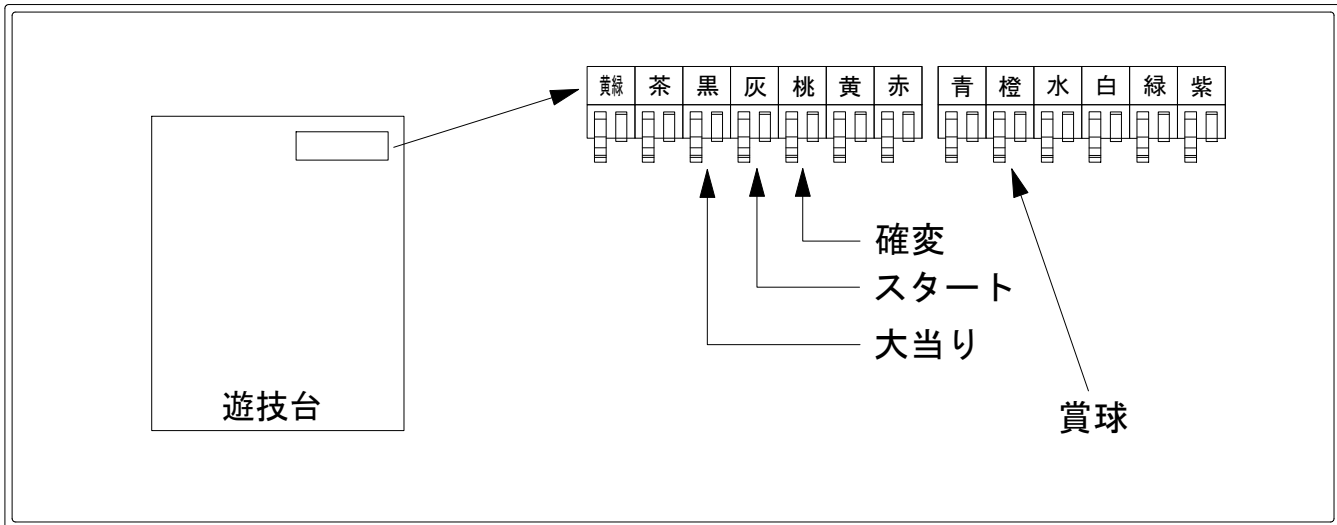 黄緑 茶 黒 灰 桃 黄 赤 青 橙 水 白 緑 紫
確変
スタート
大当り
遊技台
賞球